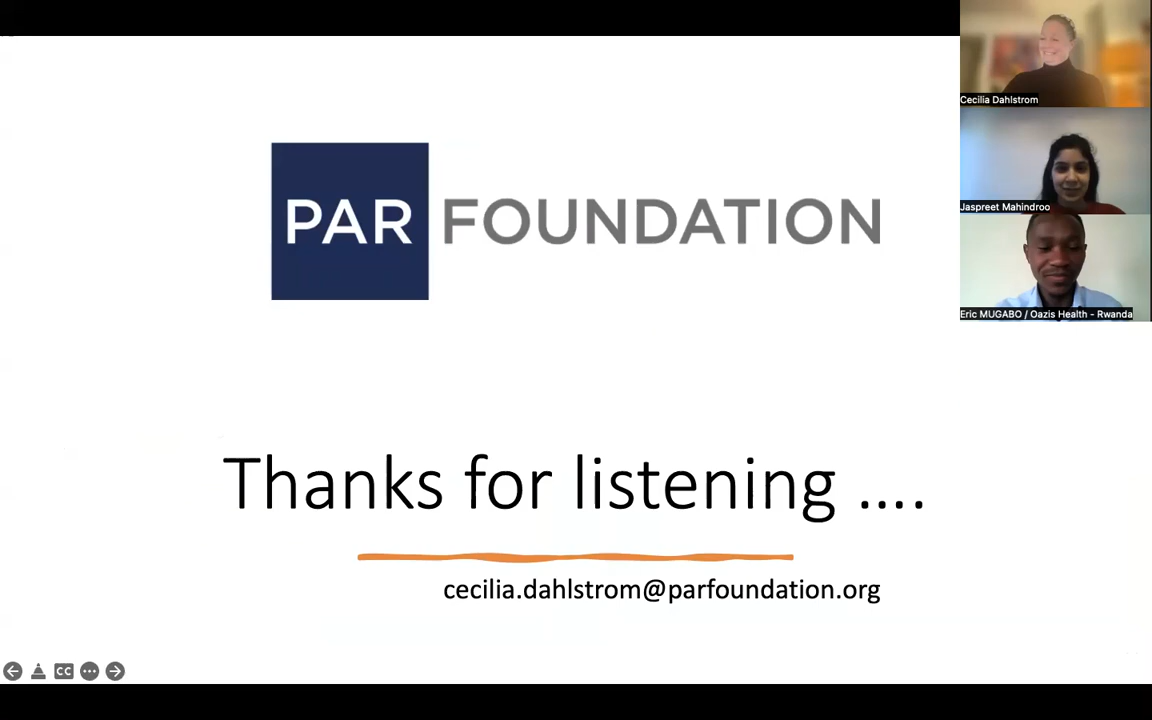 Cecilia Dahlstrom
PAR FOUNDATION
Jaspreet Mahindroo
Eric MUGABO / Oazis Health - Rwanda
Thanks for listening ....
cecilia.dahlstrom@parfoundation.org
CC